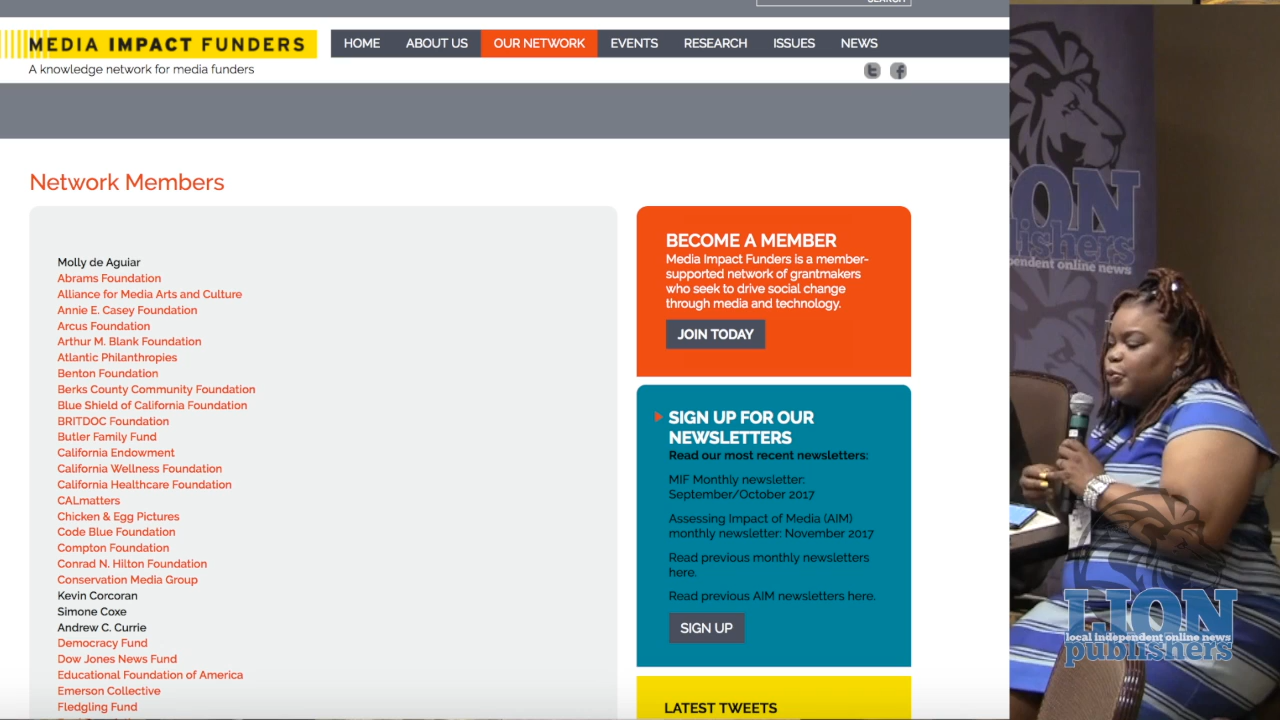 SEARCH
MEDIA IMPACT FUNDERS
HOME ABOUT US OUR NETWORK EVENTS RESEARCH ISSUES NEWS
A knowledge network for media funders
Network Members
Molly de Aguiar
Abrams Foundation
Alliance for Media Arts and Culture
Annie E. Casey Foundation
Arcus Foundation
Arthur M. Blank Foundation
Atlantic Philanthropies
Benton Foundation
Berks County Community Foundation
Blue Shield of California Foundation
BRITDOC Foundation
Butler Family Fund
California Endowment
California Wellness Foundation
California Healthcare Foundation
CALmatters
Chicken & Egg Pictures
Code Blue Foundation
Compton Foundation
Conrad N. Hilton Foundation
Conservation Media Group
Kevin Corcoran
Simone Coxe
Andrew C. Currie
Democracy Fund
Dow Jones News Fund
Educational Foundation of America
Emerson Collective
Fledgling Fund
BECOME A MEMBER
Media Impact Funders is a member-
supported network of grantmakers
who seek to drive social change
through media and technology.
JOIN TODAY
SIGN UP FOR OUR
NEWSLETTERS
Read our most recent newsletters:
MIF Monthly newsletter:
September/October 2017
Assessing Impact of Media (AIM)
monthly newsletter: November 2017
Read previous monthly newsletters
here.
Read previous AIM newsletters here.
SIGN UP
LATEST TWEETS
ION
lishers
pendent online news
LION
local independent online news
publishers